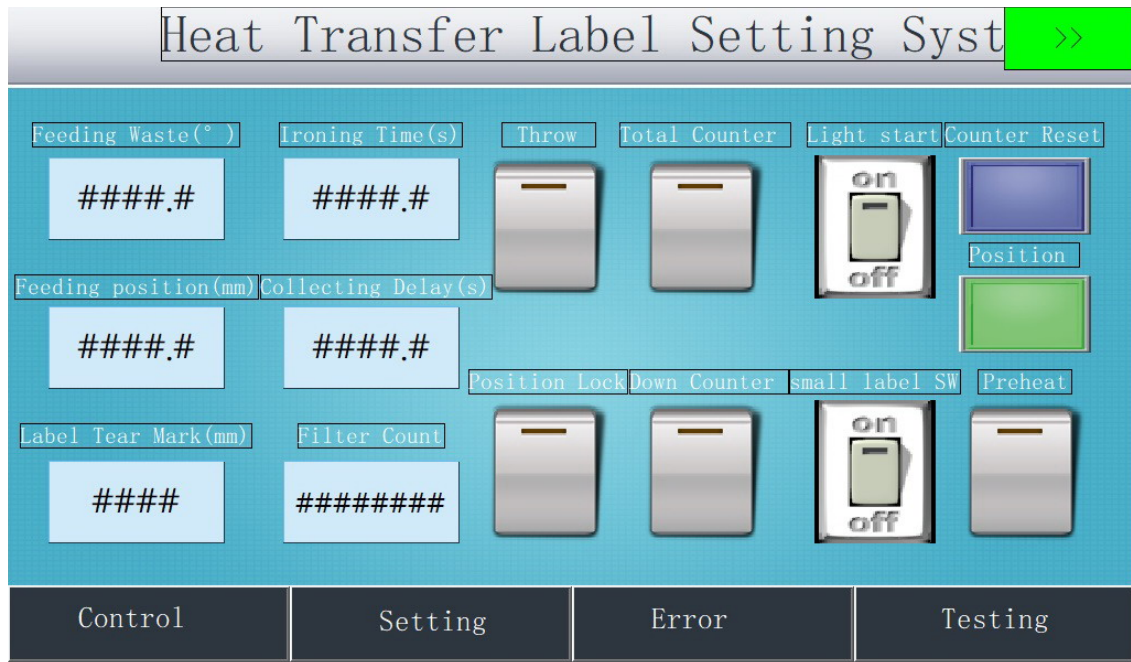 Heat Transfer Label Setting Syst >>
Feeding Waste(° ) Ironing Time(s) Throw Total Counter Light start Counter Reset
####.# ####.# on
off
Position
Feeding position(mm) Collecting Delay(s)
####.# ####.#
Position Lock Down Counter small label SW Preheat
Label Tear Mark(mm) Filter Count on
#### ######## off
Control Setting Error Testing